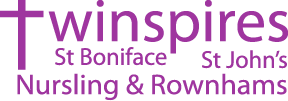 twinspires
St Boniface St John's
Nursling & Rownhams